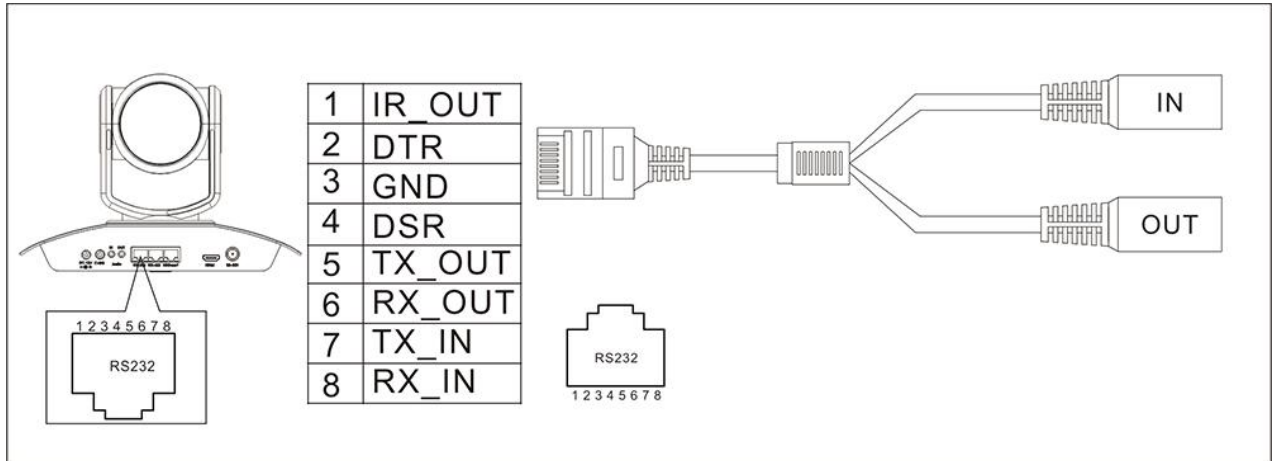 1 IR_OUT
2 DTR
3 GND
4 DSR
5 TX_OUT
6 RX_OUT
7 TX_IN
8 RX_IN
IN
OUT
1 2 3 4 5 6 7 8
RS232
RS232
1 2 3 4 5 6 7 8